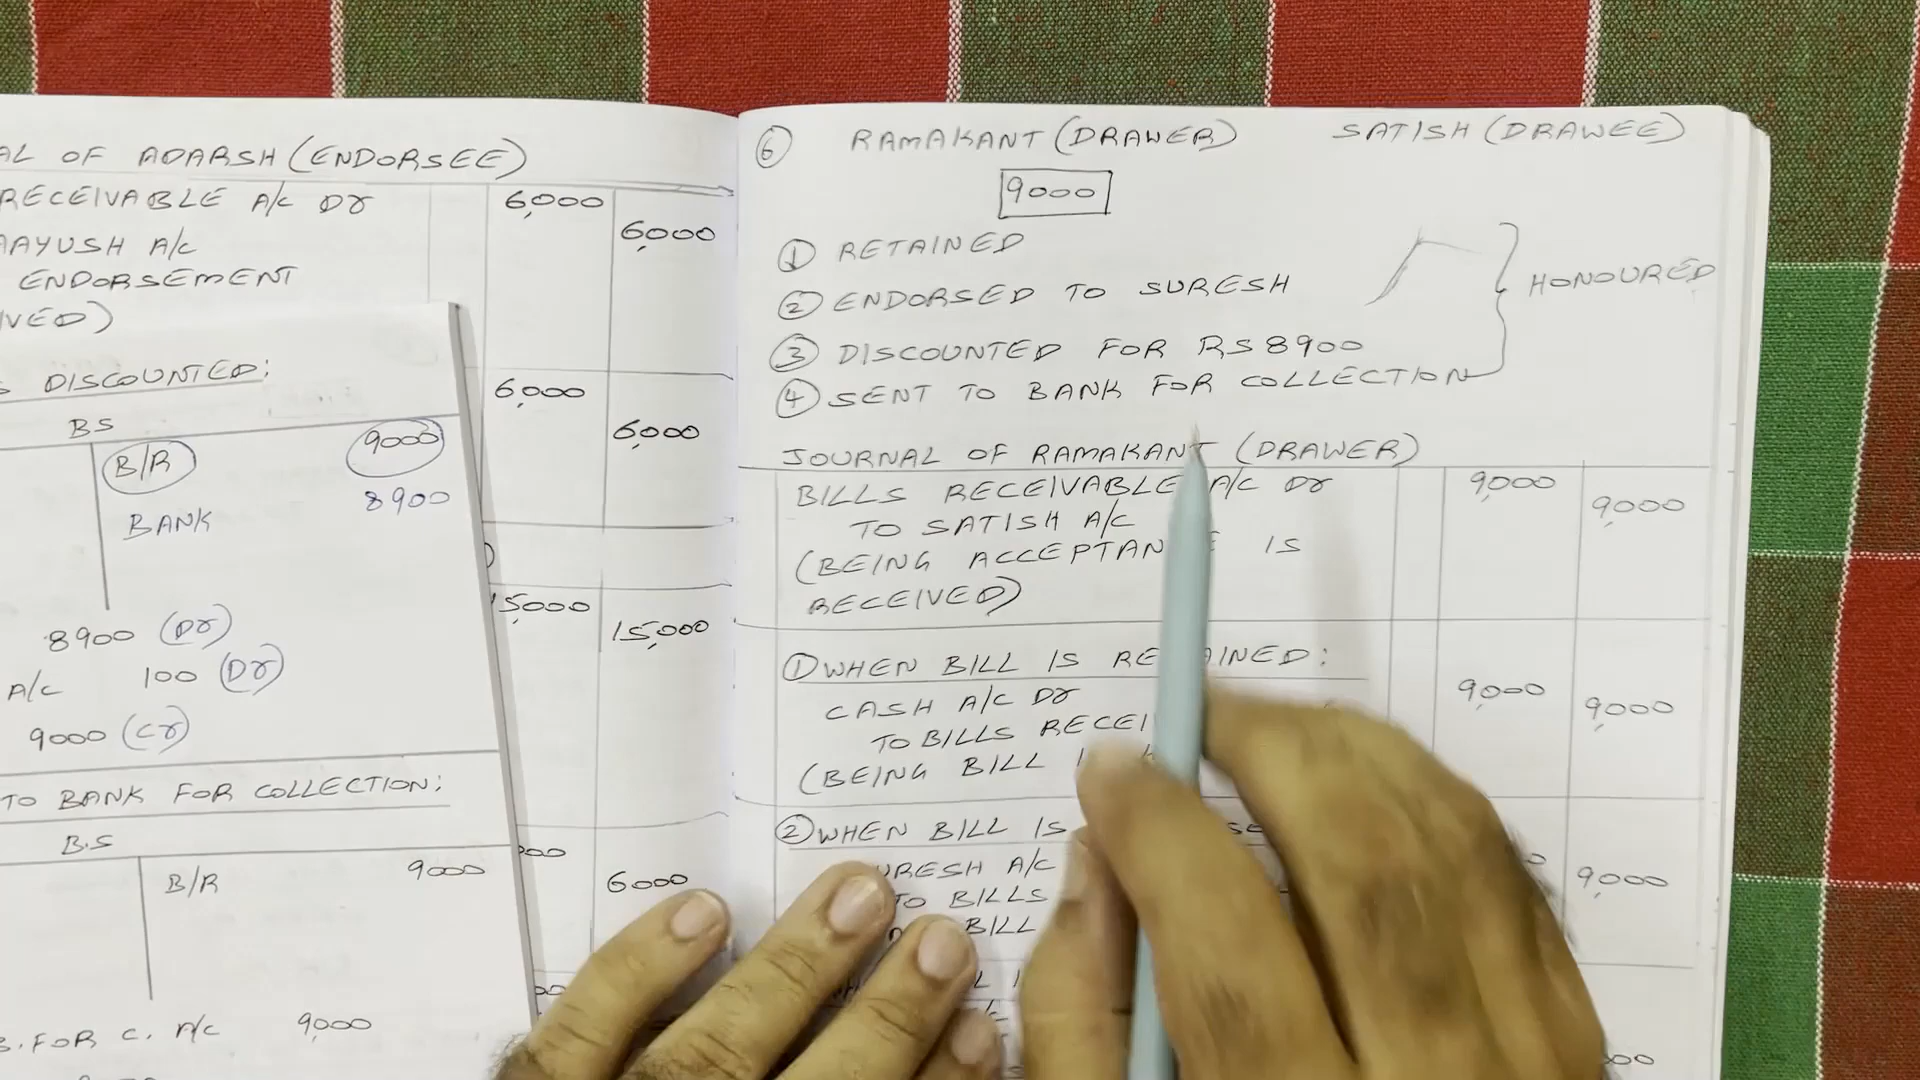 AL OF ADARSH (ENDORSEE)
RECEIVABLE A/C Dr 6,000
AAYUSH A/C 6,000
ENDORSEMENT
IVED)
6,000
6,000
15,000
6000
S DISCOUNTED:
BS
B/R 9000
BANK 8900
8900 (Dr)
A/C 100 (Dr)
9000 (Cr)
TO BANK FOR COLLECTION:
B.S
B/R 9000
B. FOR C. A/C 9000
⑥ RAMAKANT (DRAWER) SATISH (DRAWEE)
9000
① RETAINED
② ENDORSED TO SURESH
③ DISCOUNTED FOR RS 8900
④ SENT TO BANK FOR COLLECTION
HONOURED
JOURNAL OF RAMAKANT (DRAWER)
BILLS RECEIVABLE A/C Dr 9,000
TO SATISH A/C 9,000
(BEING ACCEPTAN E IS
RECEIVED)
① WHEN BILL IS RE AINED:
CASH A/C Dr 9,000
TO BILLS RECEI 9,000
(BEING BILL
② WHEN BILL IS
URESH A/C
TO BILLS 9,000
BILL